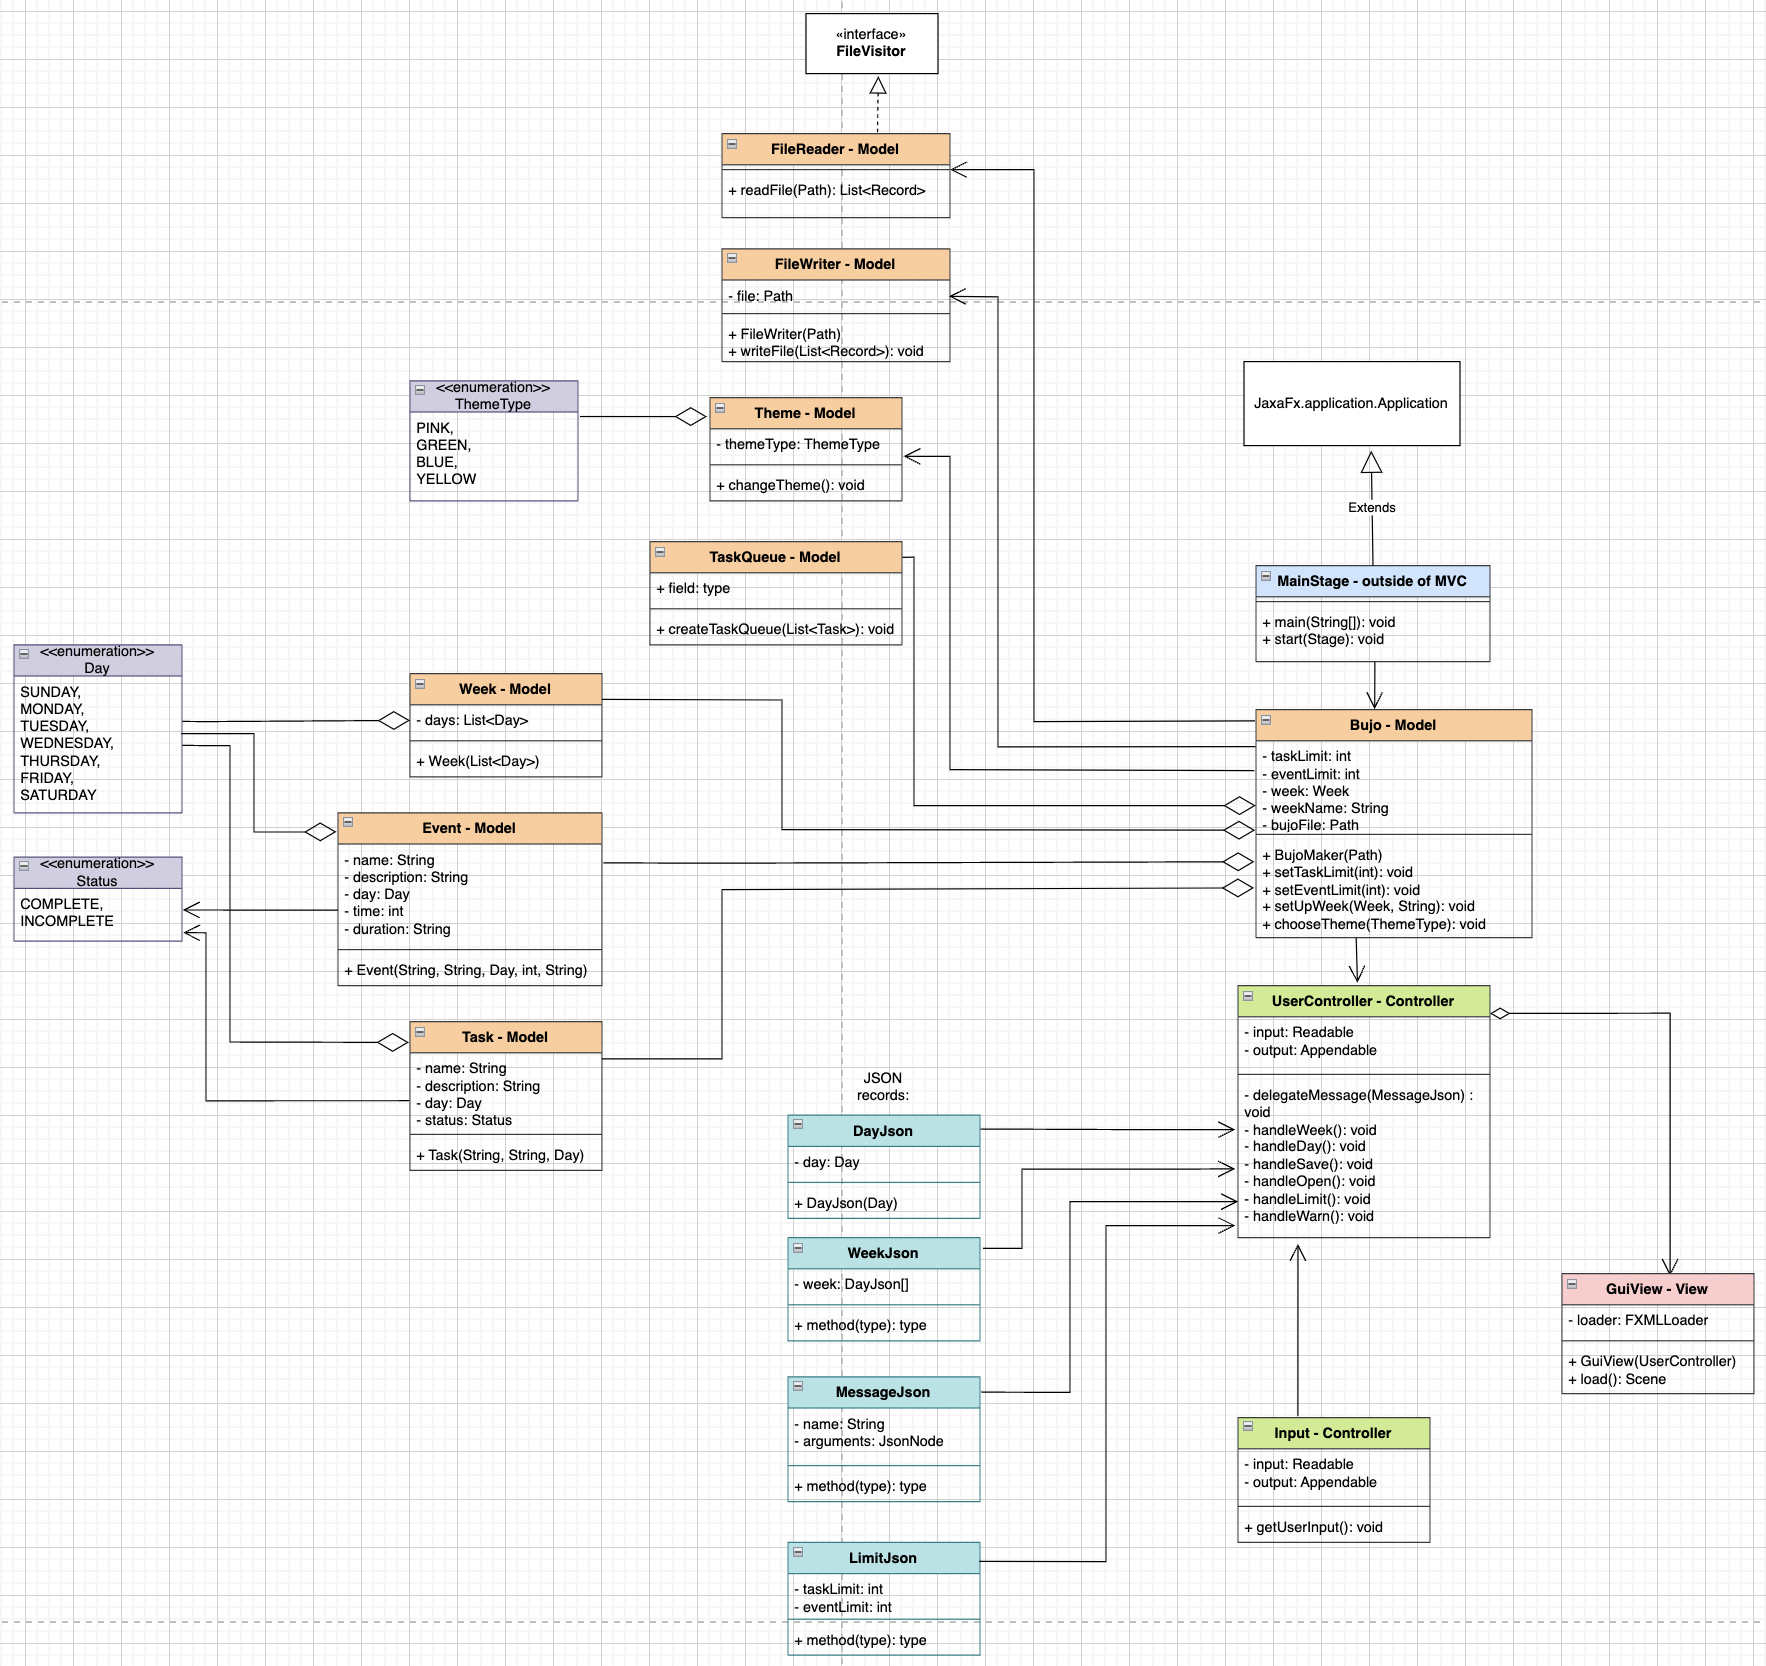 «interface»
FileVisitor
FileReader - Model
+ readFile(Path): List<Record>
FileWriter - Model
- file: Path
+ FileWriter(Path)
+ writeFile(List<Record>): void
<<enumeration>>
ThemeType
PINK,
GREEN,
BLUE,
YELLOW
Theme - Model
- themeType: ThemeType
+ changeTheme(): void
JaxaFx.application.Application
Extends
TaskQueue - Model
+ field: type
+ createTaskQueue(List<Task>): void
MainStage - outside of MVC
+ main(String[]): void
+ start(Stage): void
<<enumeration>>
Day
SUNDAY,
MONDAY,
TUESDAY,
WEDNESDAY,
THURSDAY,
FRIDAY,
SATURDAY
Week - Model
- days: List<Day>
+ Week(List<Day>)
Bujo - Model
- taskLimit: int
- eventLimit: int
- week: Week
- weekName: String
- bujoFile: Path
+ BujoMaker(Path)
+ setTaskLimit(int): void
+ setEventLimit(int): void
+ setUpWeek(Week, String): void
+ chooseTheme(ThemeType): void
Event - Model
- name: String
- description: String
- day: Day
- time: int
- duration: String
+ Event(String, String, Day, int, String)
<<enumeration>>
Status
COMPLETE,
INCOMPLETE
Task - Model
- name: String
- description: String
- day: Day
- status: Status
+ Task(String, String, Day)
UserController - Controller
- input: Readable
- output: Appendable
- delegateMessage(MessageJson) :
void
- handleWeek(): void
- handleDay(): void
- handleSave(): void
- handleOpen(): void
- handleLimit(): void
- handleWarn(): void
JSON
records:
DayJson
- day: Day
+ DayJson(Day)
WeekJson
- week: DayJson[]
+ method(type): type
MessageJson
- name: String
- arguments: JsonNode
+ method(type): type
LimitJson
- taskLimit: int
- eventLimit: int
+ method(type): type
GuiView - View
- loader: FXMLLoader
+ GuiView(UserController)
+ load(): Scene
Input - Controller
- input: Readable
- output: Appendable
+ getUserInput(): void